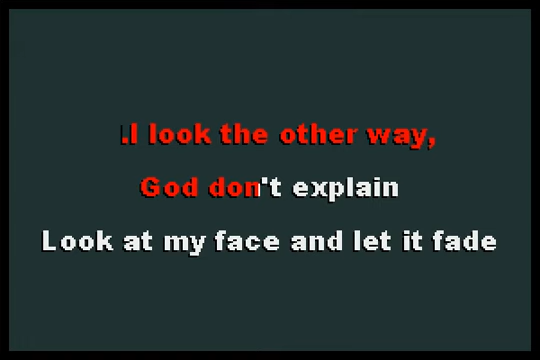 .I look the other way,
God don't explain
Look at my face and let it fade